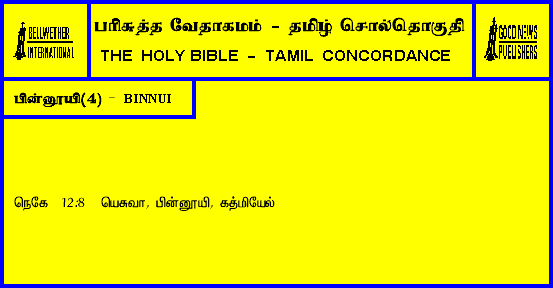 BELLWETHER
INTERNATIONAL
பரிசுத்த வேதாகமம் - தமிழ் சொல்தொகுதி
THE HOLY BIBLE - TAMIL CONCORDANCE
GOOD NEWS
PUBLISHERS
பின்னூயி(4) - BINNUI
நெகே 12:8 யெசுவா, பின்னூயி, கத்மியேல்